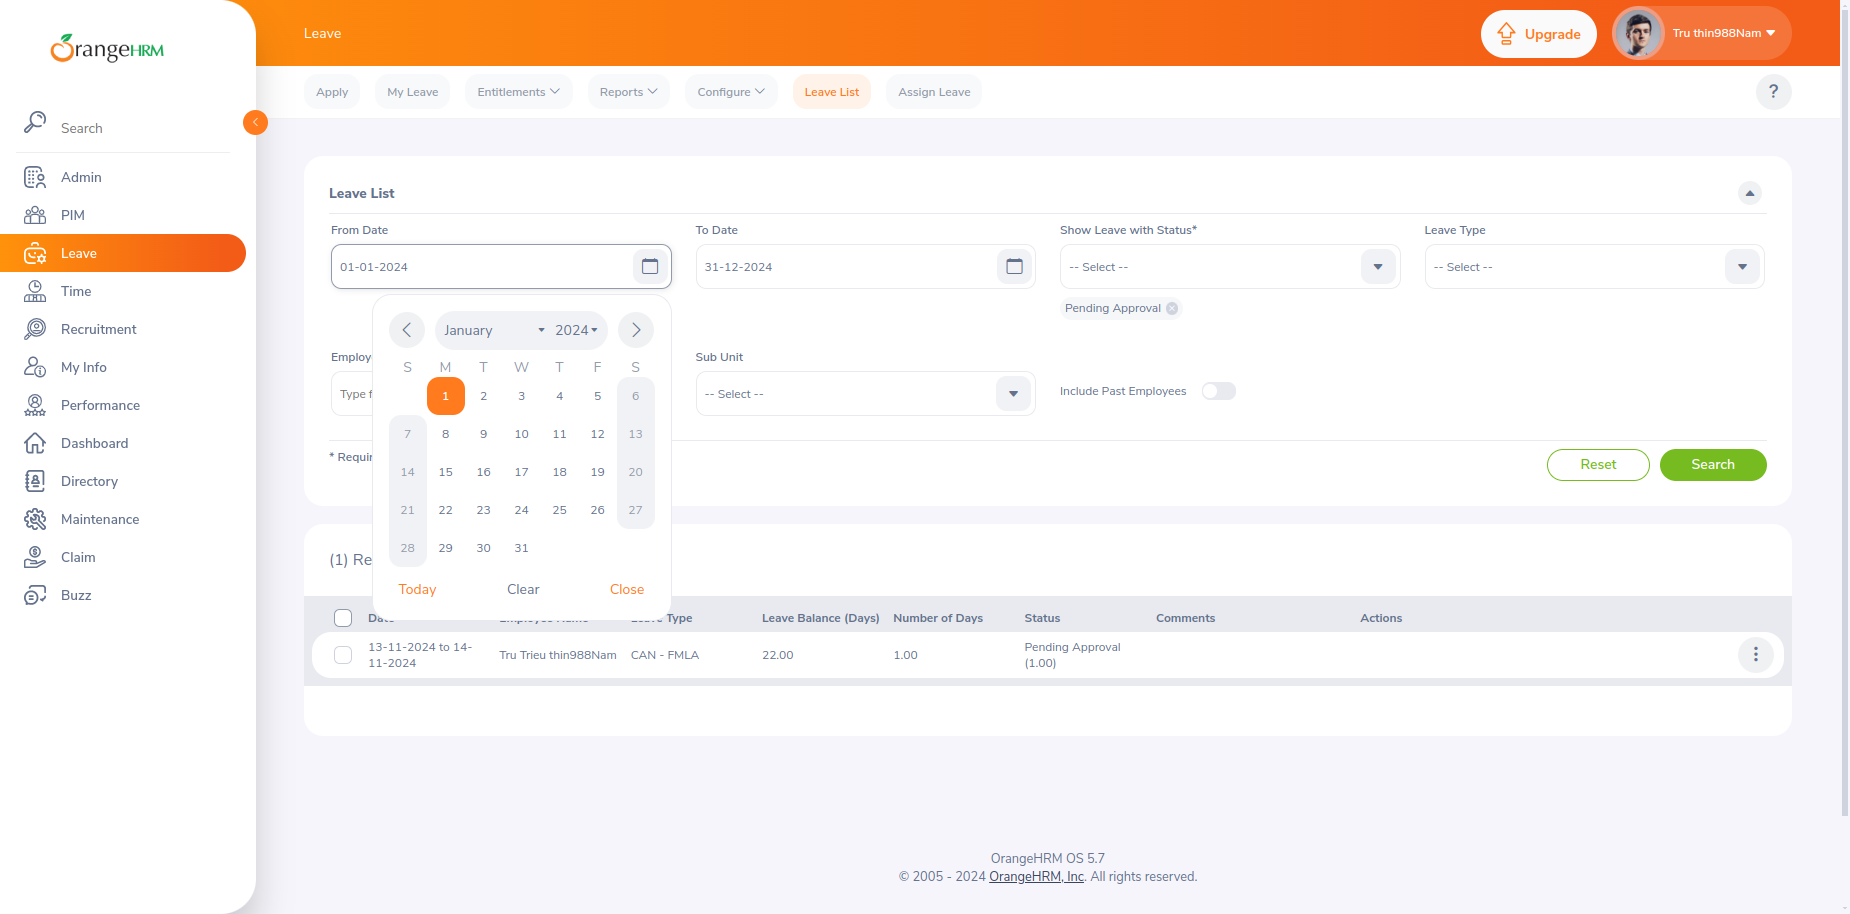 OrangeHRM
Leave
Upgrade
Tru thin988Nam
Apply
My Leave
Entitlements
Reports
Configure
Leave List
Assign Leave
?
Search
Admin
PIM
Leave
Time
Recruitment
My Info
Performance
Dashboard
Directory
Maintenance
Claim
Buzz
Leave List
From Date
To Date
Show Leave with Status*
Leave Type
01-01-2024
31-12-2024
-- Select --
-- Select --
Pending Approval
January 2024
S M T W T F S
1 2 3 4 5 6
7 8 9 10 11 12 13
14 15 16 17 18 19 20
21 22 23 24 25 26 27
28 29 30 31
Today Clear Close
Sub Unit
Type
-- Select --
Include Past Employees
*
Reset
Search
(1)
Employee Name
Leave Type
Leave Balance (Days)
Number of Days
Status
Comments
Actions
13-11-2024 to 14-
11-2024
Tru Trieu thin988Nam
CAN - FMLA
22.00
1.00
Pending Approval
(1.00)
OrangeHRM OS 5.7
© 2005 - 2024 OrangeHRM, Inc. All rights reserved.